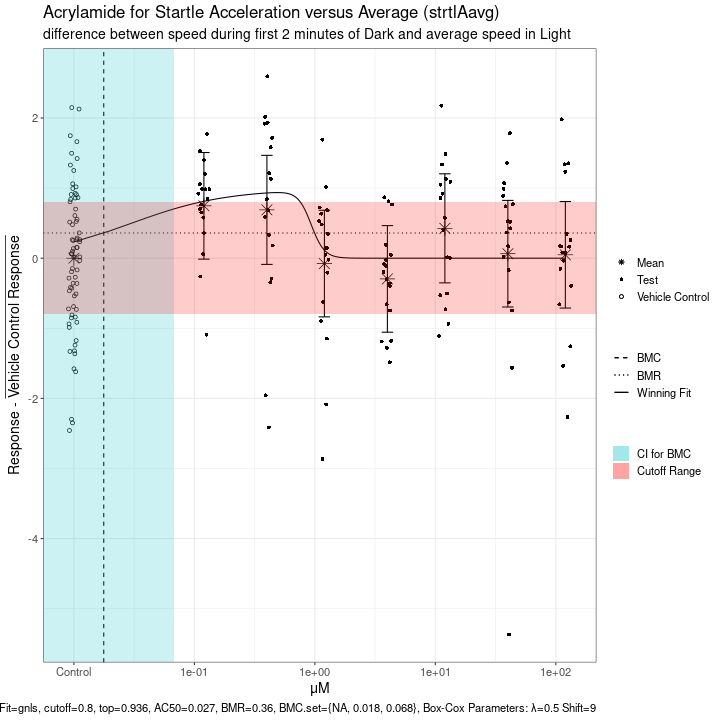 Acrylamide for Startle Acceleration versus Average (strtlAavg)
difference between speed during first 2 minutes of Dark and average speed in Light
Response - Vehicle Control Response
2
0
-2
-4
Control
1e-01
1e+00
1e+01
1e+02
µM
Mean
Test
Vehicle Control
BMC
BMR
Winning Fit
CI for BMC
Cutoff Range
Fit=gnls, cutoff=0.8, top=0.936, AC50=0.027, BMR=0.36, BMC.set={NA, 0.018, 0.068}, Box-Cox Parameters: λ=0.5 Shift=9